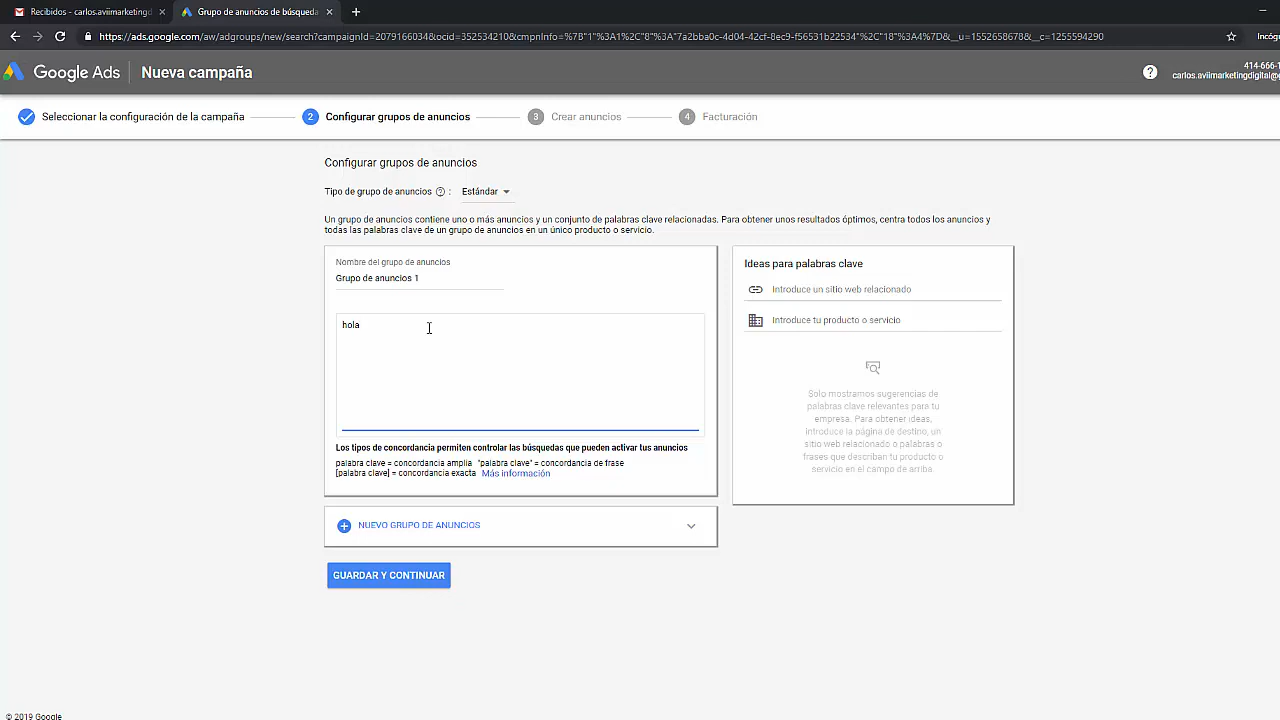 Recibidos - carlos.aviimarketingd
Grupo de anuncios de búsqueda
https://ads.google.com/aw/adgroups/new/search?campaignId=2079166034&ocid=352534210&cmpnInfo=%7B"1"%3A1%2C"8"%3A"7a2bba0c-4d04-42cf-8ec9-f56531b22534"%2C"18"%3A4%7D&__u=1552658678&__c=1255594290
Incóg
Google Ads
Nueva campaña
414-666-1
carlos.aviimarketingdigital@g
Seleccionar la configuración de la campaña
2 Configurar grupos de anuncios
3 Crear anuncios
4 Facturación
Configurar grupos de anuncios
Tipo de grupo de anuncios ? : Estándar
Un grupo de anuncios contiene uno o más anuncios y un conjunto de palabras clave relacionadas. Para obtener unos resultados óptimos, centra todos los anuncios y
todas las palabras clave de un grupo de anuncios en un único producto o servicio.
Nombre del grupo de anuncios
Grupo de anuncios 1
hola
Los tipos de concordancia permiten controlar las búsquedas que pueden activar tus anuncios
palabra clave = concordancia amplia "palabra clave" = concordancia de frase
[palabra clave] = concordancia exacta Más información
NUEVO GRUPO DE ANUNCIOS
GUARDAR Y CONTINUAR
Ideas para palabras clave
Introduce un sitio web relacionado
Introduce tu producto o servicio
Solo mostramos sugerencias de
palabras clave relevantes para tu
empresa. Para obtener ideas,
introduce la página de destino, un
sitio web relacionado o palabras o
frases que describan tu producto o
servicio en el campo de arriba.
© 2019 Google